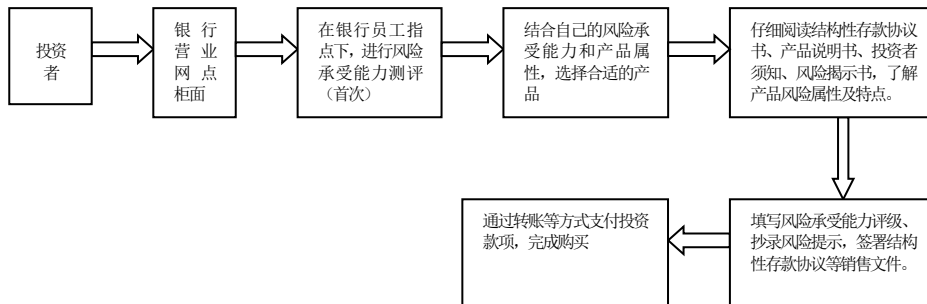 投资
者
银行
营业
网点
柜面
在银行员工指
点下，进行风险
承受能力测评
（首次）
结合自己的风险承
受能力和产品属
性，选择合适的产
品
仔细阅读结构性存款协议
书、产品说明书、投资者
须知、风险揭示书，了解
产品风险属性及特点。
填写风险承受能力评级、
抄录风险提示，签署结构
性存款协议等销售文件。
通过转账等方式支付投资
款项，完成购买